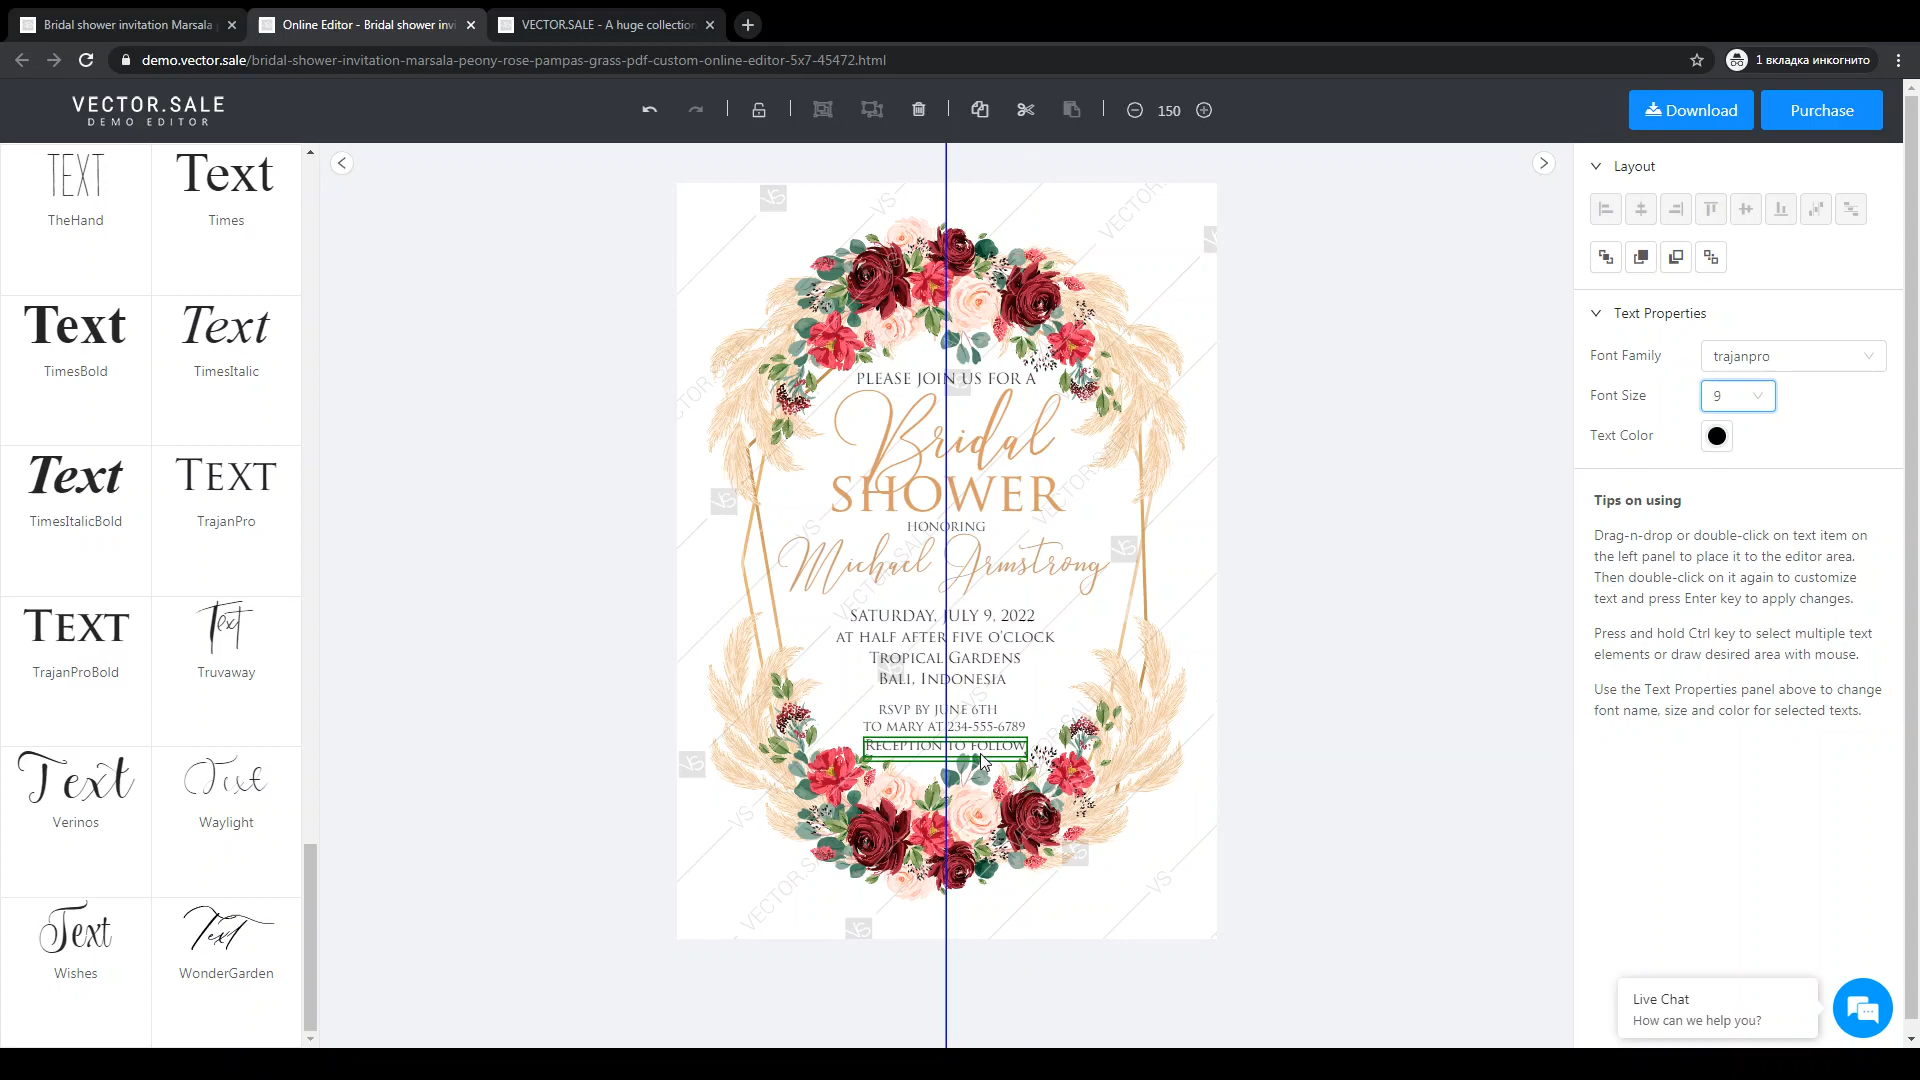 Bridal shower invitation Marsala
Online Editor - Bridal shower invi
VECTOR.SALE - A huge collection
demo.vector.sale/bridal-shower-invitation-marsala-peony-rose-pampas-grass-pdf-custom-online-editor-5x7-45472.html
1 вкладка инкогнито
VECTOR.SALE
DEMO EDITOR
150
Download
Purchase
TEXT
Text
TheHand
Times
Text
Text
TimesBold
TimesItalic
Text
TEXT
TimesItalicBold
TrajanPro
TEXT
Text
TrajanProBold
Truvaway
Text
Text
Verinos
Waylight
Text
Text
Wishes
WonderGarden
PLEASE JOIN US FOR A
Bridal
SHOWER
HONORING
Michael Armstrong
SATURDAY, JULY 9, 2022
AT HALF AFTER FIVE O'CLOCK
TROPICAL GARDENS
BALI, INDONESIA
RSVP BY JUNE 6TH
TO MARY AT 234-555-6789
RECEPTION TO FOLLOW
Layout
Text Properties
Font Family
trajanpro
Font Size
9
Text Color
Tips on using
Drag-n-drop or double-click on text item on
the left panel to place it to the editor area.
Then double-click on it again to customize
text and press Enter key to apply changes.
Press and hold Ctrl key to select multiple text
elements or draw desired area with mouse.
Use the Text Properties panel above to change
font name, size and color for selected texts.
Live Chat
How can we help you?